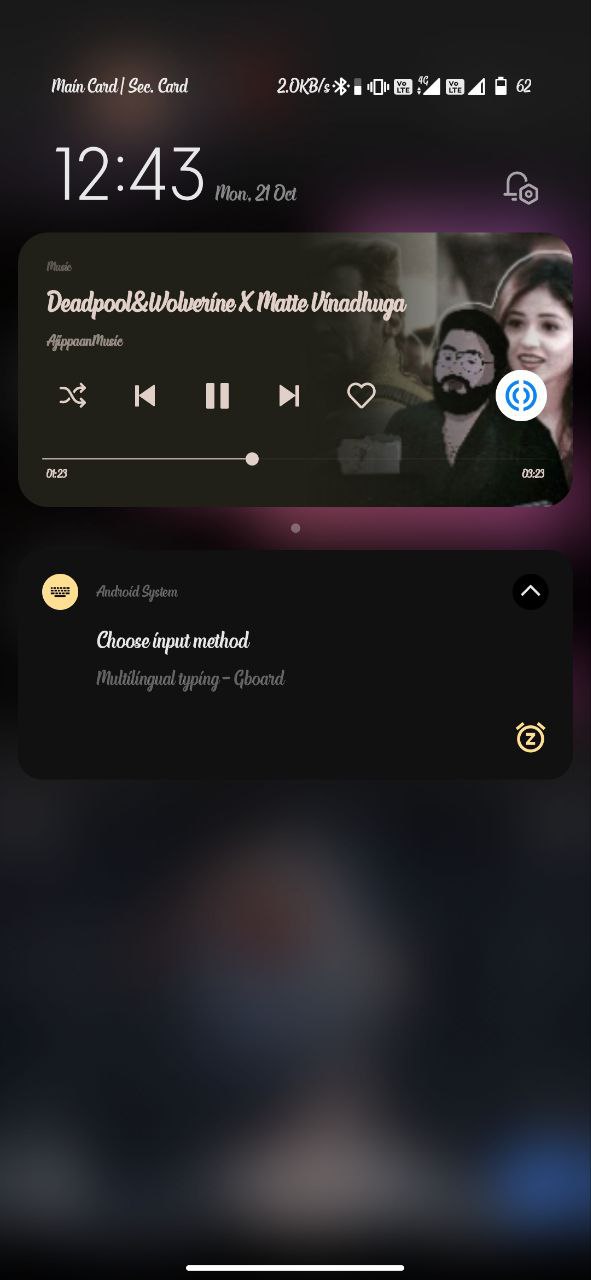 Main Card | Sec. Card 2.0KB/s Vo LTE 4G Vo LTE 62
12:43 Mon, 21 Oct
Music
Deadpool&Wolverine X Matte Vinadhuga
AjippaanMusic
01:23 03:23
Android System
Choose input method
Multilingual typing – Gboard
Z